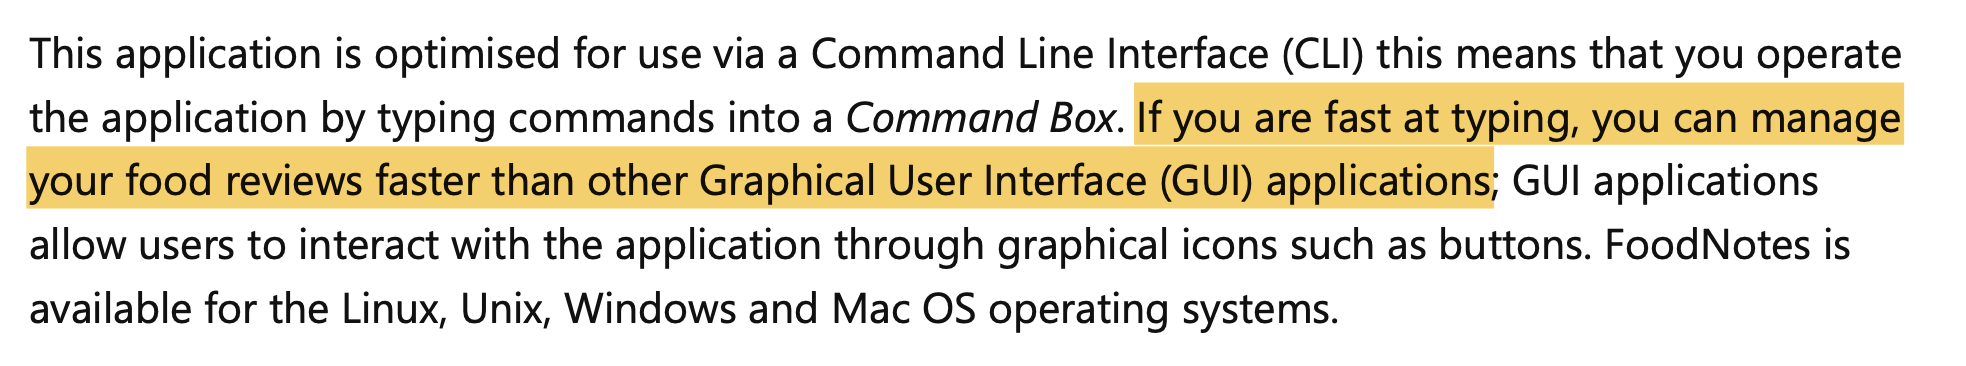 This application is optimised for use via a Command Line Interface (CLI) this means that you operate
the application by typing commands into a Command Box. If you are fast at typing, you can manage
your food reviews faster than other Graphical User Interface (GUI) applications; GUI applications
allow users to interact with the application through graphical icons such as buttons. FoodNotes is
available for the Linux, Unix, Windows and Mac OS operating systems.